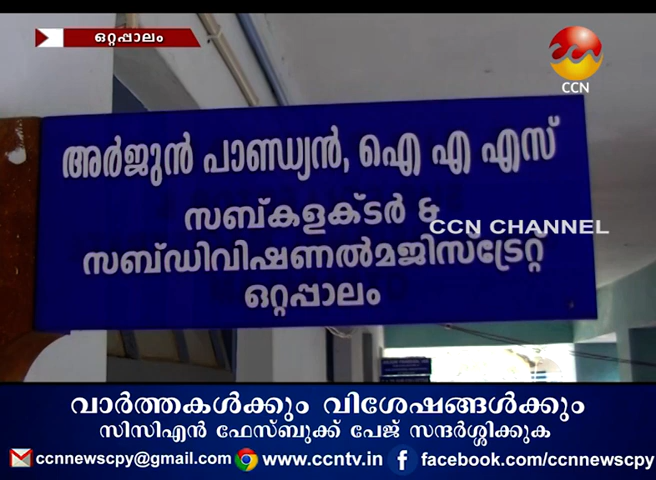 ഒറ്റപ്പാലം
CCN
അർജുൻ പാണ്ഡ്യൻ, ഐ എ എസ്
സബ്കളക്ടർ &
CCN CHANNEL
സബ്ഡിവിഷണൽമജിസ്ട്രേറ്റ്
ഒറ്റപ്പാലം
വാർത്തകൾക്കും വിശേഷങ്ങൾക്കും
സിസിഎൻ ഫേസ്ബുക്ക് പേജ് സന്ദർശ്ശിക്കുക
ccnnewscpy@gmail.com www.ccntv.in facebook.com/ccnnewscpy